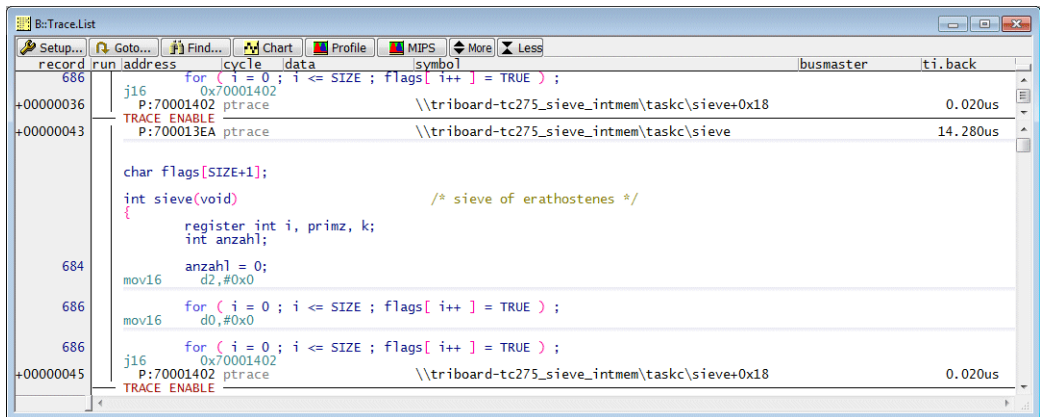 B::Trace.List
Setup... Goto... Find... Chart Profile MIPS More Less
record run address cycle data symbol busmaster ti.back
686 for ( i = 0 ; i <= SIZE ; flags[ i++ ] = TRUE ) ;
j16 0x70001402
+00000036 P:70001402 ptrace \\triboard-tc275_sieve_intmem\taskc\sieve+0x18 0.020us
TRACE ENABLE
+00000043 P:700013EA ptrace \\triboard-tc275_sieve_intmem\taskc\sieve 14.280us
char flags[SIZE+1];
int sieve(void) /* sieve of erathostenes */
{
register int i, primz, k;
int anzahl;
684 anzahl = 0;
mov16 d2,#0x0
686 for ( i = 0 ; i <= SIZE ; flags[ i++ ] = TRUE ) ;
mov16 d0,#0x0
686 for ( i = 0 ; i <= SIZE ; flags[ i++ ] = TRUE ) ;
j16 0x70001402
+00000045 P:70001402 ptrace \\triboard-tc275_sieve_intmem\taskc\sieve+0x18 0.020us
TRACE ENABLE